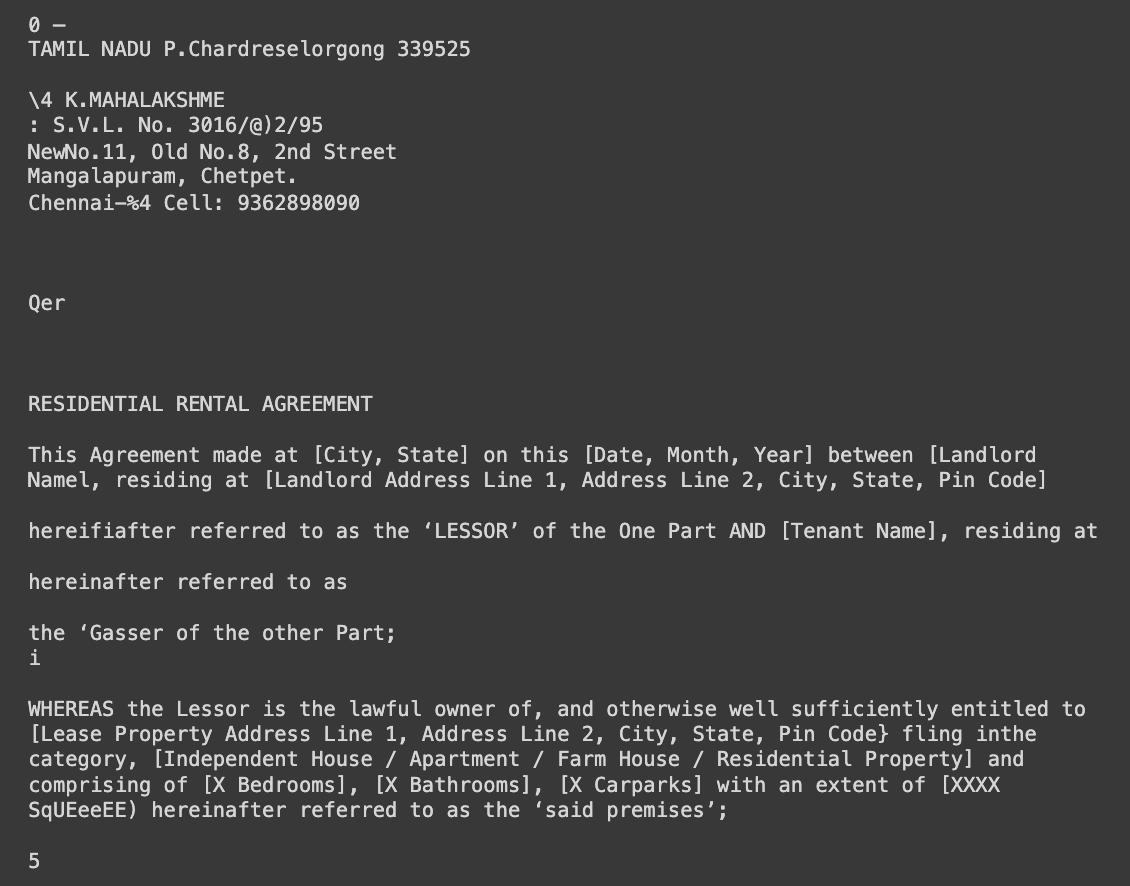 0 —
TAMIL NADU P.Chardreselorgong 339525
\4 K.MAHALAKSHME
: S.V.L. No. 3016/@)2/95
NewNo.11, Old No.8, 2nd Street
Mangalapuram, Chetpet.
Chennai—%4 Cell: 9362898090
Qer
RESIDENTIAL RENTAL AGREEMENT
This Agreement made at [City, State] on this [Date, Month, Year] between [Landlord
Namel, residing at [Landlord Address Line 1, Address Line 2, City, State, Pin Code]
hereifiafter referred to as the ‘LESSOR’ of the One Part AND [Tenant Name], residing at
hereinafter referred to as
the ‘Gasser of the other Part;
i
WHEREAS the Lessor is the lawful owner of, and otherwise well sufficiently entitled to
[Lease Property Address Line 1, Address Line 2, City, State, Pin Code} fling inthe
category, [Independent House / Apartment / Farm House / Residential Property] and
comprising of [X Bedrooms], [X Bathrooms], [X Carparks] with an extent of [XXXX
SqUEeeEE) hereinafter referred to as the ‘said premises’;
5